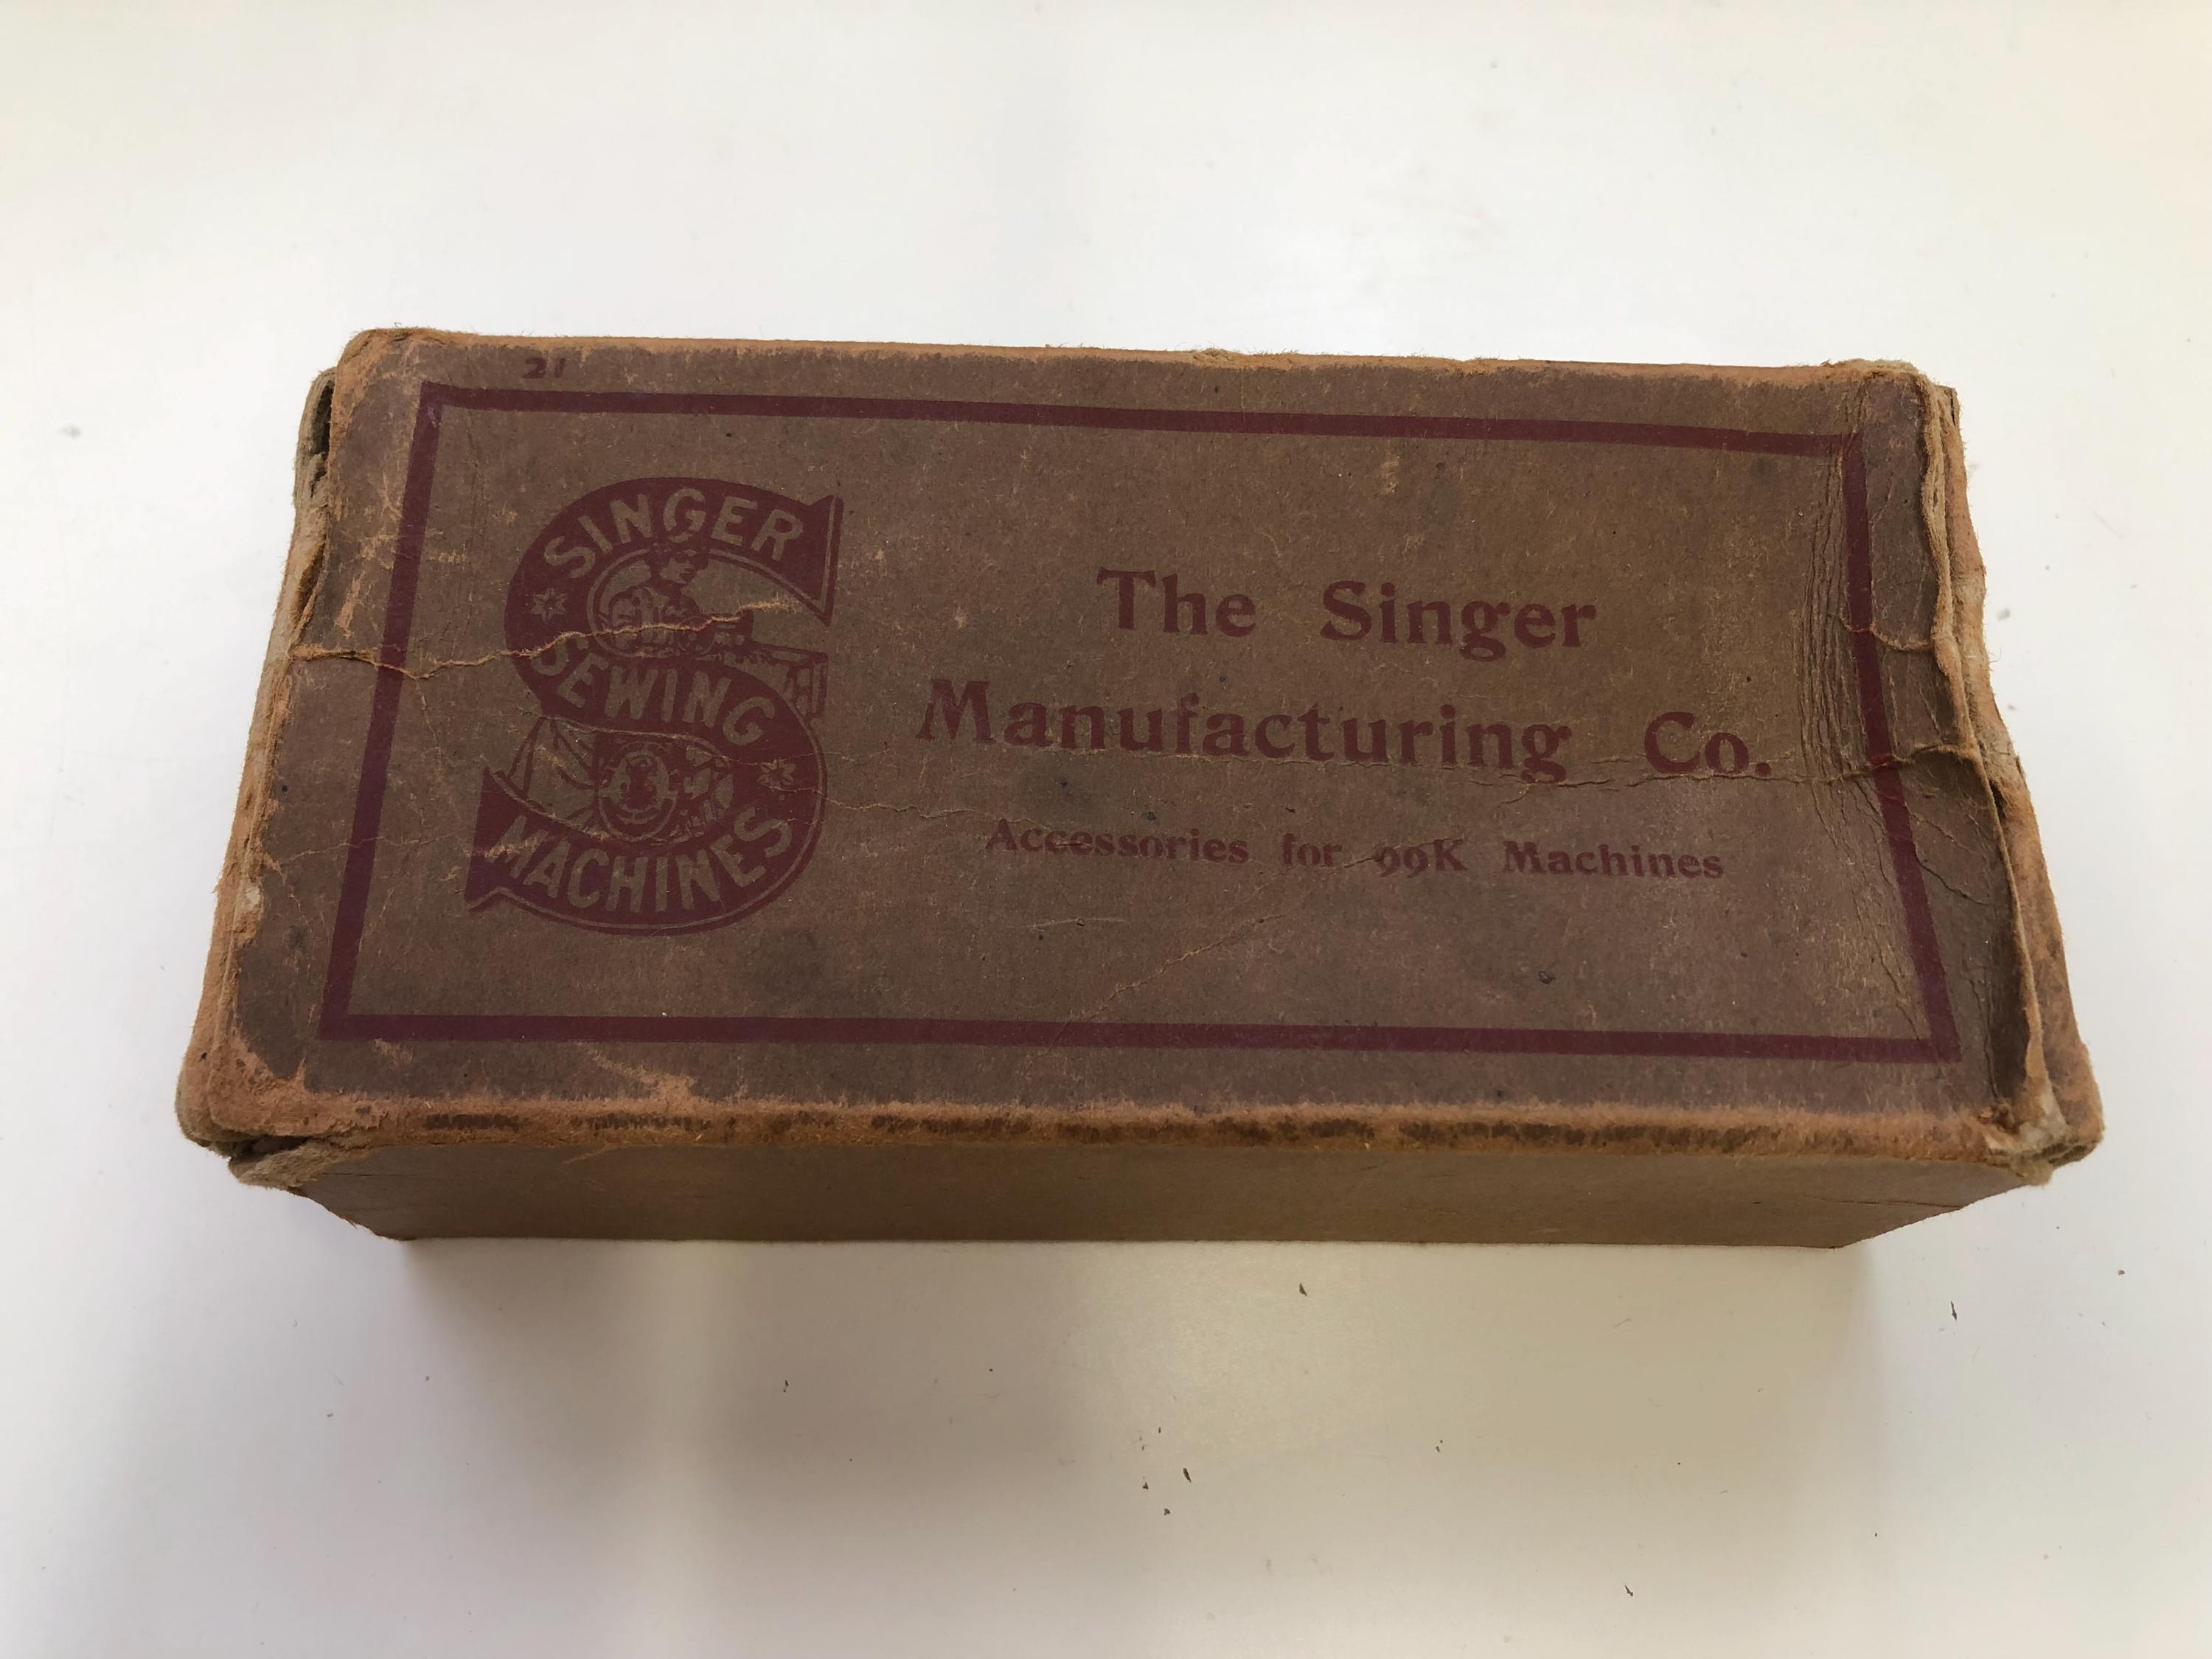 21
SINGER
SEWING
MACHINES
The Singer
Manufacturing Co.
Accessories for 99K Machines